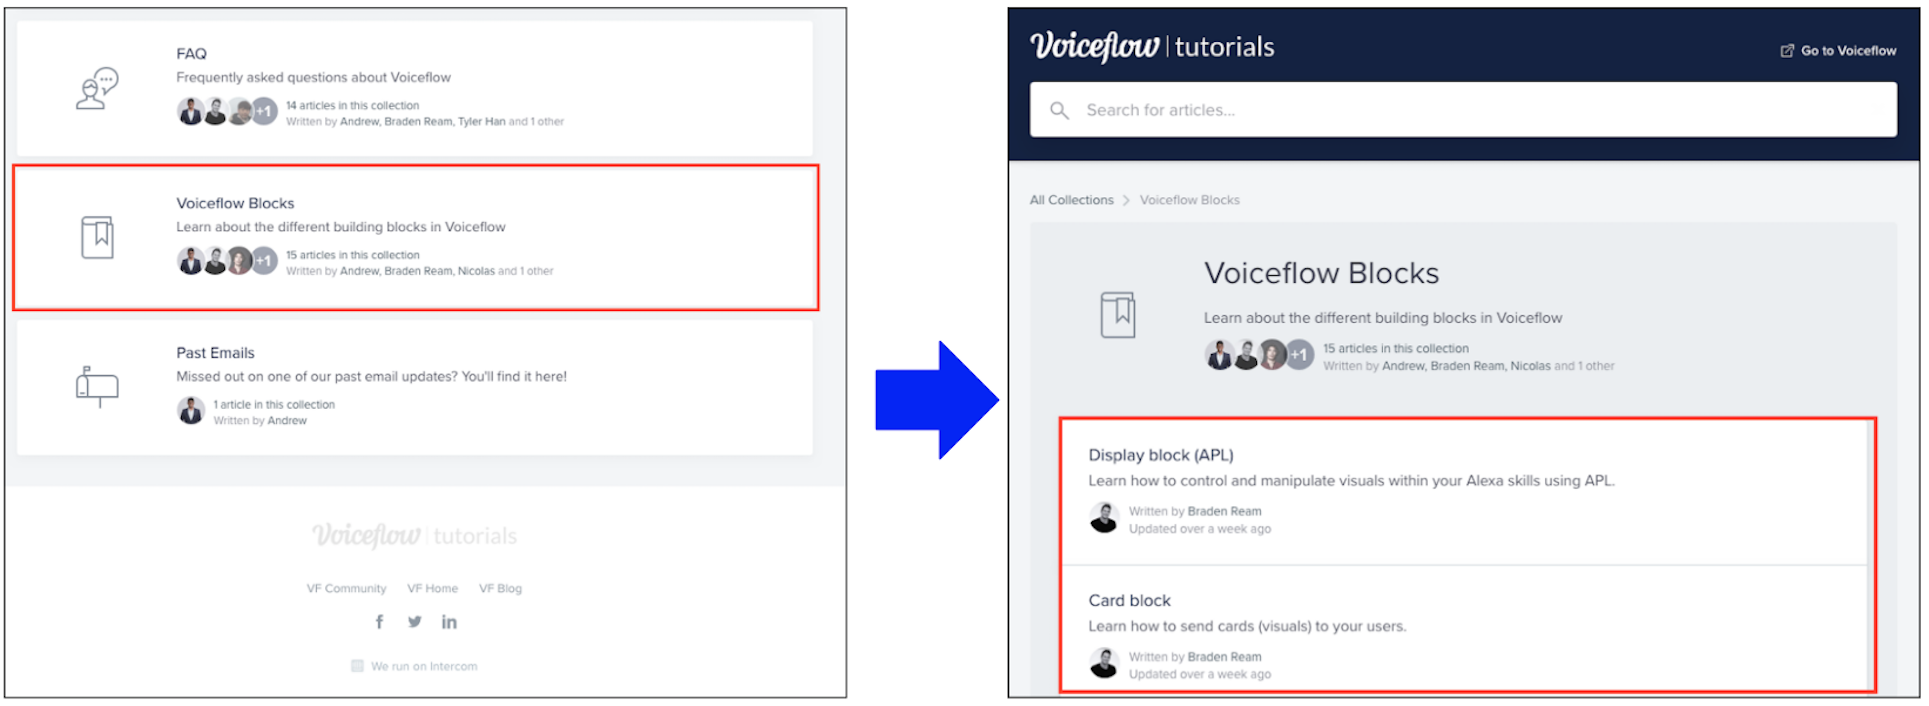 FAQ
Frequently asked questions about Voiceflow
+1
14 articles in this collection
Written by Andrew, Braden Ream, Tyler Han and 1 other
Voiceflow Blocks
Learn about the different building blocks in Voiceflow
+1
15 articles in this collection
Written by Andrew, Braden Ream, Nicolas and 1 other
Past Emails
Missed out on one of our past email updates? You'll find it here!
1 article in this collection
Written by Andrew
Voiceflow | tutorials
VF Community VF Home VF Blog
We run on Intercom
Voiceflow | tutorials
Go to Voiceflow
Search for articles...
All Collections > Voiceflow Blocks
Voiceflow Blocks
Learn about the different building blocks in Voiceflow
+1
15 articles in this collection
Written by Andrew, Braden Ream, Nicolas and 1 other
Display block (APL)
Learn how to control and manipulate visuals within your Alexa skills using APL.
Written by Braden Ream
Updated over a week ago
Card block
Learn how to send cards (visuals) to your users.
Written by Braden Ream
Updated over a week ago